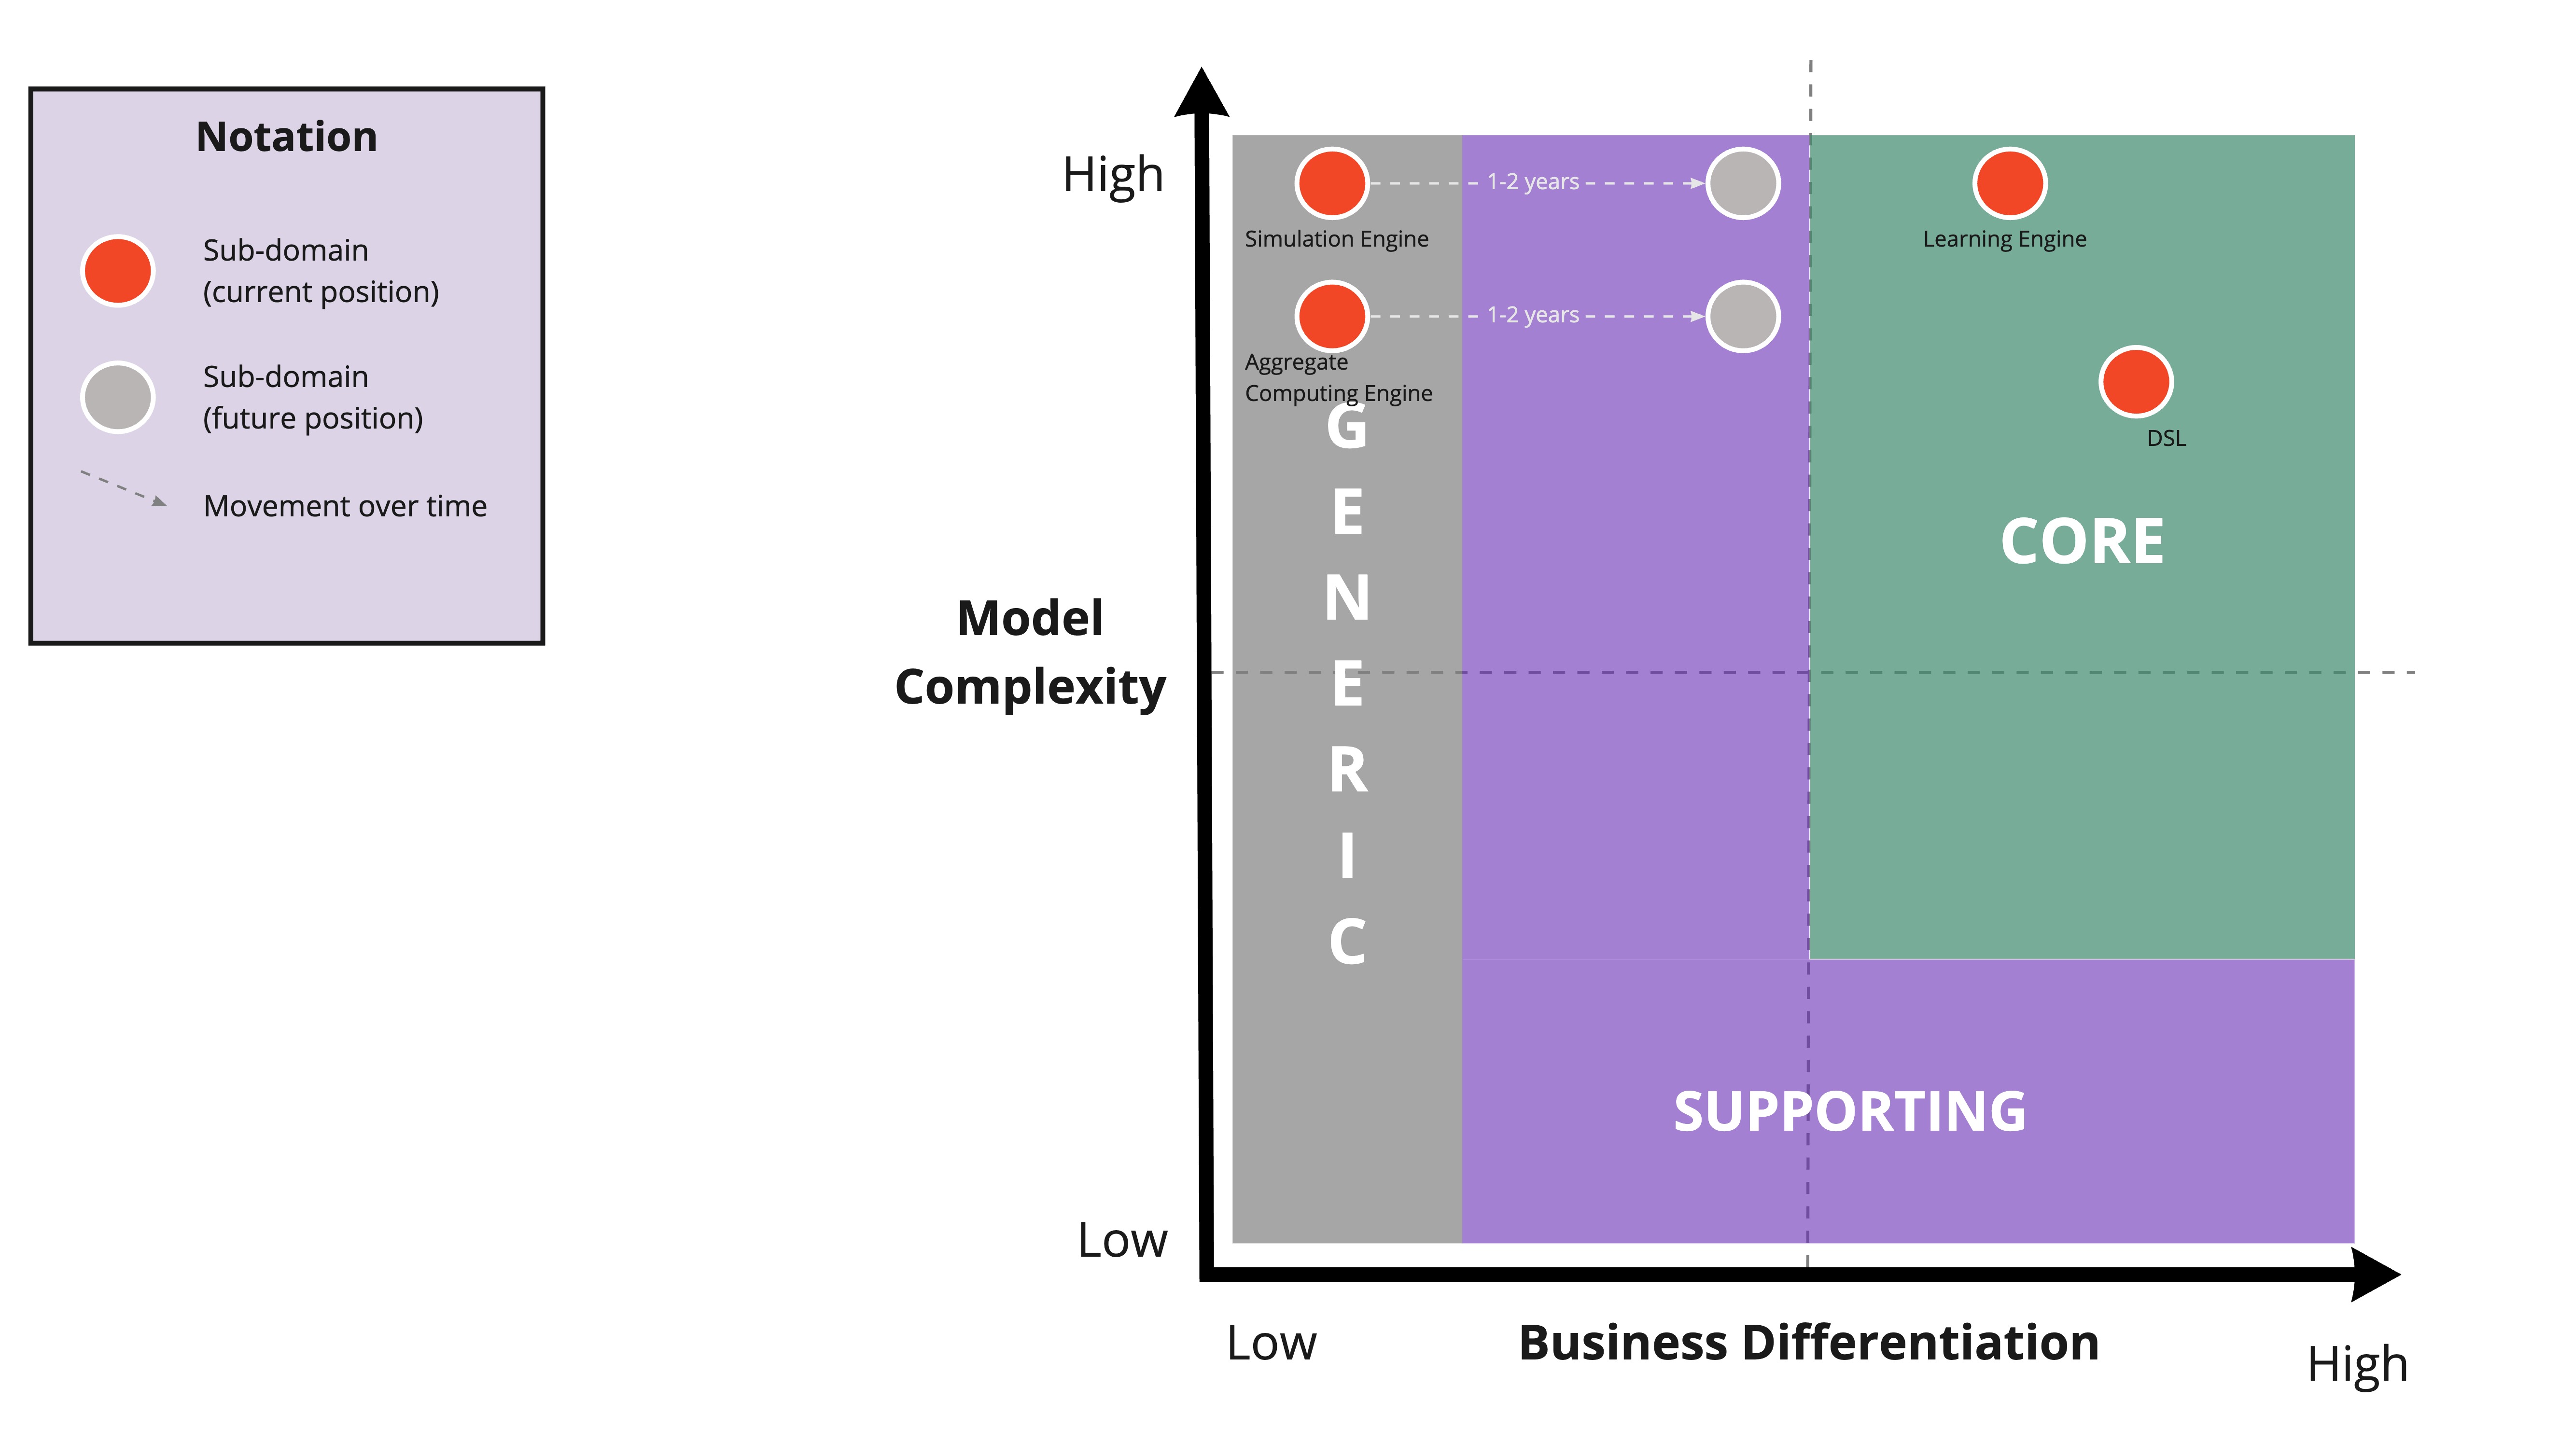 Notation
Sub-domain
(current position)
Sub-domain
(future position)
Movement over time
High
Model
Complexity
Low
1-2 years
Simulation Engine
1-2 years
Aggregate
Computing Engine
G
E
N
E
R
I
C
Learning Engine
DSL
CORE
SUPPORTING
Low
Business Differentiation
High